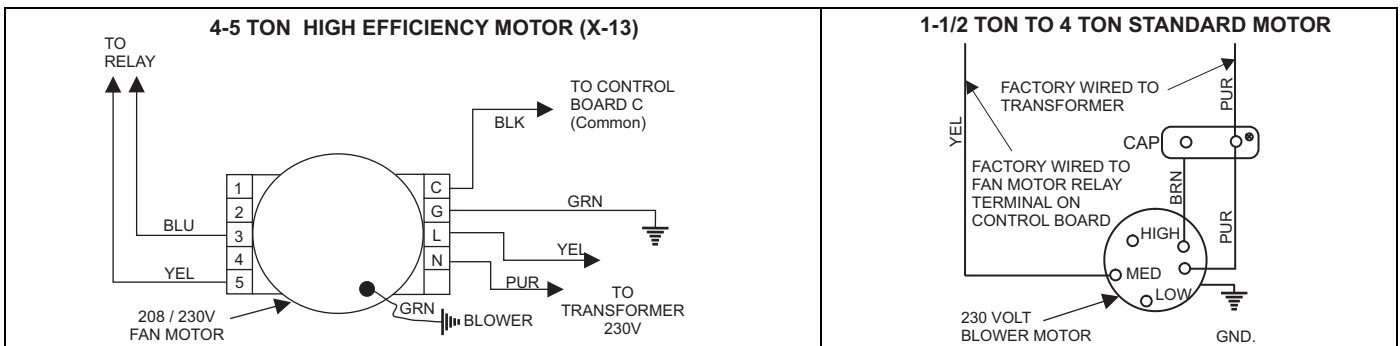 4-5 TON HIGH EFFICIENCY MOTOR (X-13)
TO
RELAY
TO CONTROL
BOARD C
(Common)
BLK
1
2
3
4
5
C
G
L
N
GRN
BLU
YEL
YEL
PUR
TO
TRANSFORMER
230V
GRN
BLOWER
208 / 230V
FAN MOTOR
1-1/2 TON TO 4 TON STANDARD MOTOR
FACTORY WIRED TO
TRANSFORMER
PUR
YEL
CAP
FACTORY WIRED TO
FAN MOTOR RELAY
TERMINAL ON
CONTROL BOARD
BRN
PUR
HIGH
MED
LOW
230 VOLT
BLOWER MOTOR
GND.